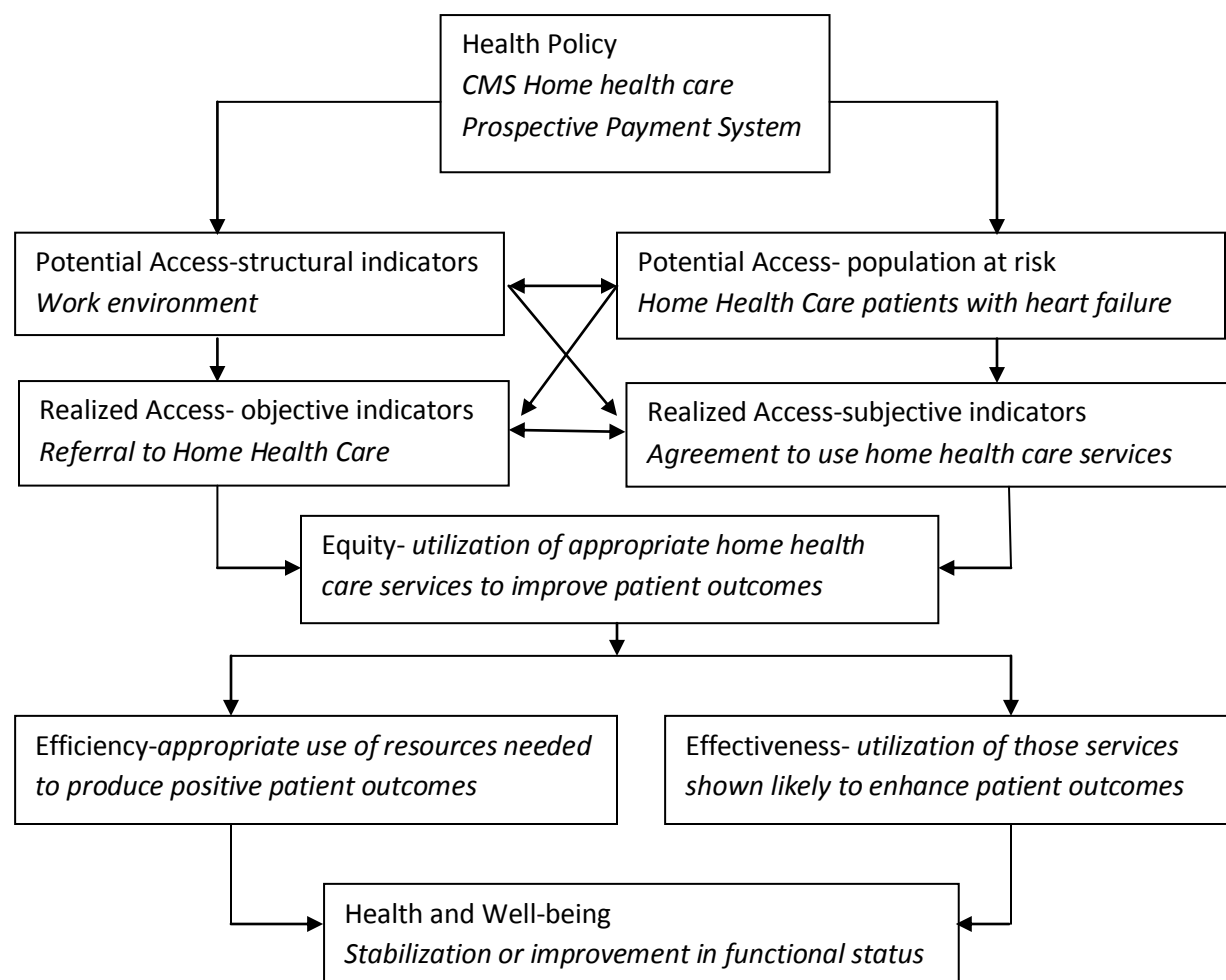 Health Policy
CMS Home health care
Prospective Payment System
Potential Access-structural indicators
Work environment
Potential Access- population at risk
Home Health Care patients with heart failure
Realized Access- objective indicators
Referral to Home Health Care
Realized Access-subjective indicators
Agreement to use home health care services
Equity- utilization of appropriate home health
care services to improve patient outcomes
Efficiency-appropriate use of resources needed
to produce positive patient outcomes
Effectiveness- utilization of those services
shown likely to enhance patient outcomes
Health and Well-being
Stabilization or improvement in functional status